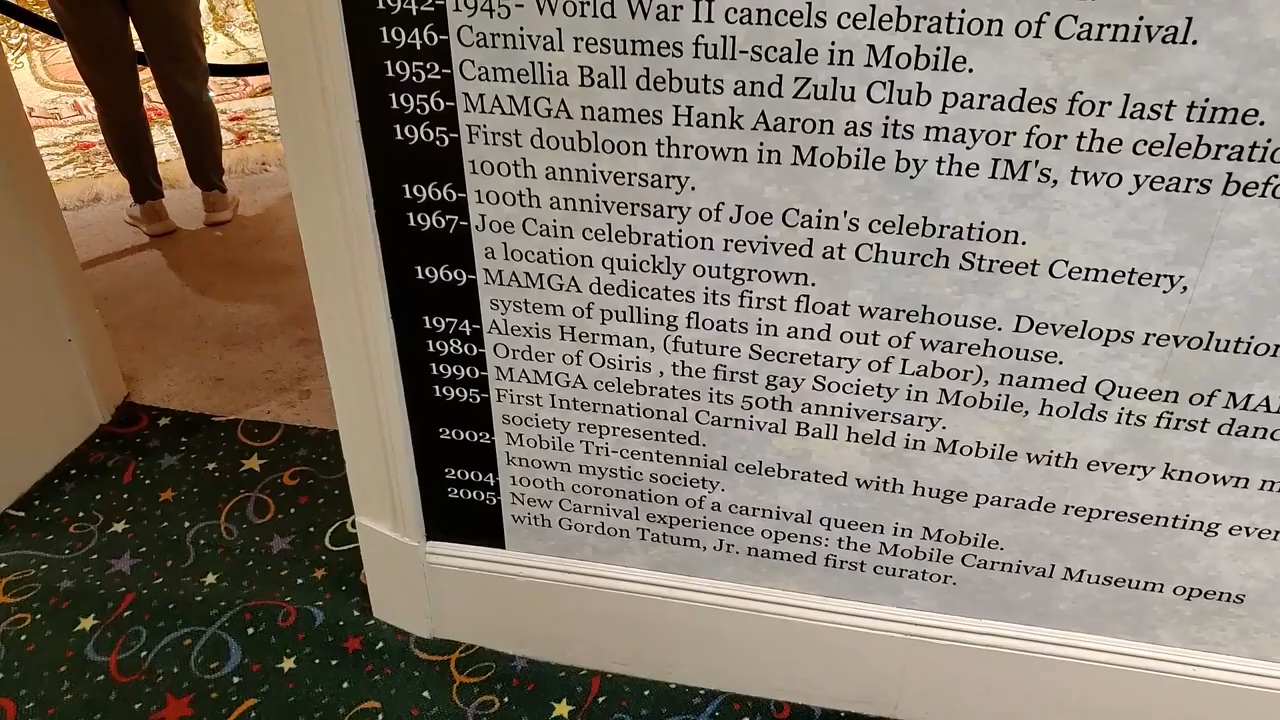 1942- 1945- World War II cancels celebration of Carnival.
1946- Carnival resumes full-scale in Mobile.
1952- Camellia Ball debuts and Zulu Club parades for last time.
1956- MAMGA names Hank Aaron as its mayor for the
1965- First doubloon thrown in Mobile by the IM's, two years
100th anniversary.
1966- 100th anniversary of Joe Cain's celebration.
1967- Joe Cain celebration revived at Church Street Cemetery,
a location quickly outgrown.
1969- MAMGA dedicates its first float warehouse. Develops
system of pulling floats in and out of warehouse.
1974- Alexis Herman, (future Secretary of Labor), named Queen of
1980- Order of Osiris , the first gay Society in Mobile, holds its first
1990- MAMGA celebrates its 50th anniversary.
1995- First International Carnival Ball held in Mobile with every known
society represented.
2002- Mobile Tri-centennial celebrated with huge parade representing
known mystic society.
2004- 100th coronation of a carnival queen in Mobile.
2005- New Carnival experience opens: the Mobile Carnival Museum opens
with Gordon Tatum, Jr. named first curator.